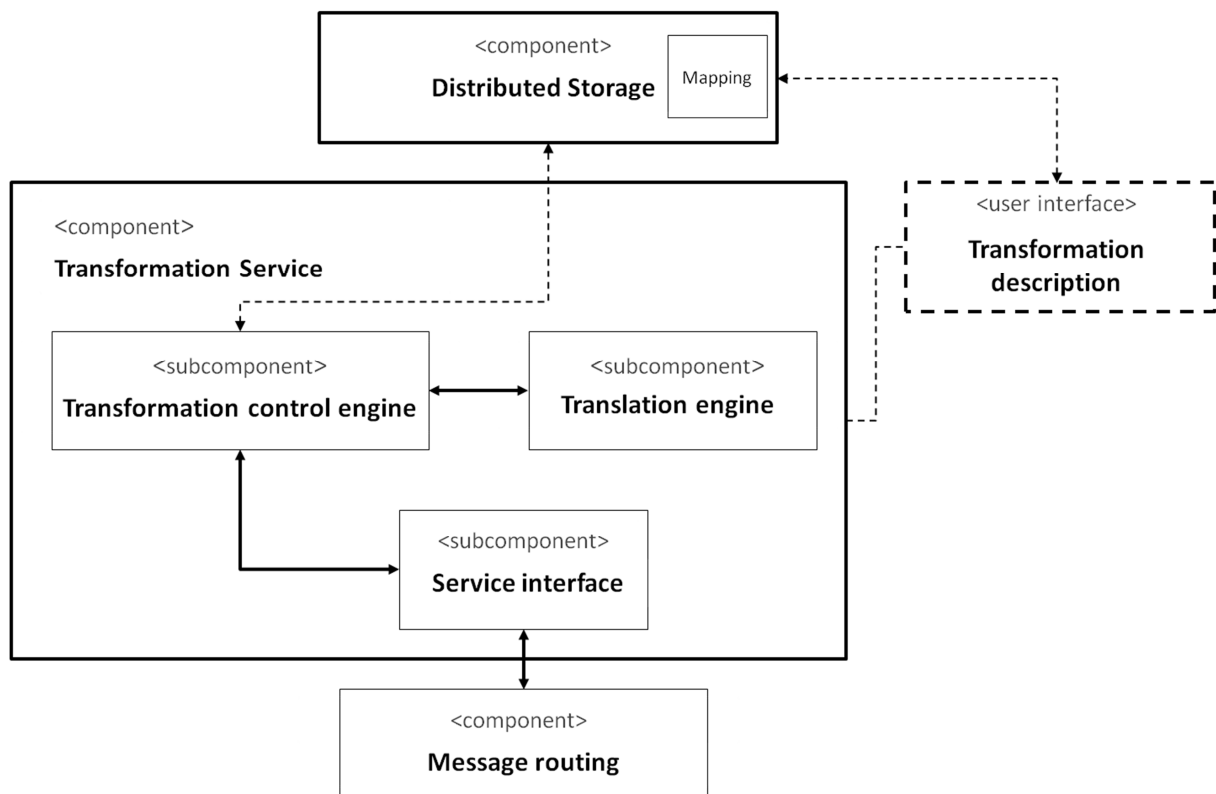 <component>
Distributed Storage
Mapping
<component>
Transformation Service
<user interface>
Transformation
description
<subcomponent>
Transformation control engine
<subcomponent>
Translation engine
<subcomponent>
Service interface
<component>
Message routing